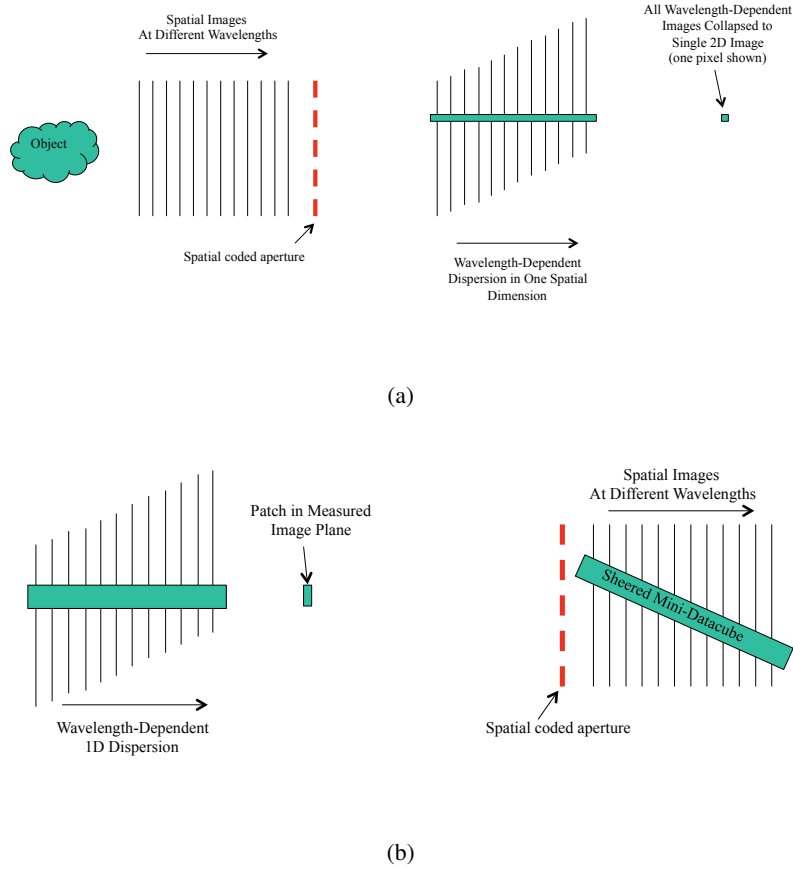 Spatial Images
At Different Wavelengths
All Wavelength-Dependent
Images Collapsed to
Single 2D Image
(one pixel shown)
Object
Spatial coded aperture
Wavelength-Dependent
Dispersion in One Spatial
Dimension
(a)
Spatial Images
At Different Wavelengths
Patch in Measured
Image Plane
Sheered Mini-Datacube
Wavelength-Dependent
1D Dispersion
Spatial coded aperture
(b)